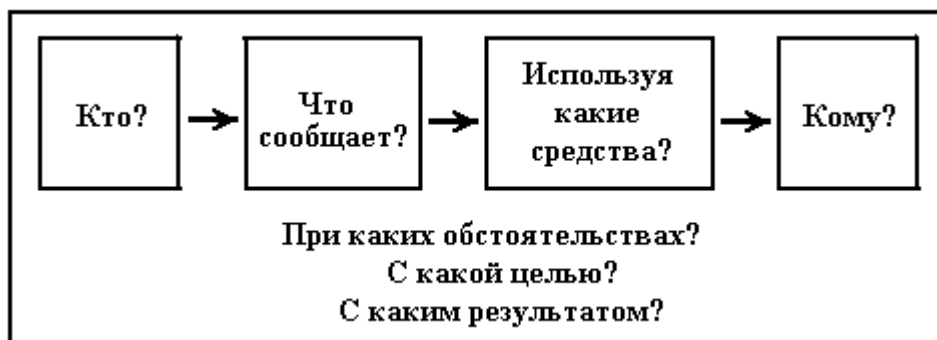 Кто?
Что
сообщает?
Используя
какие
средства?
Кому?
При каких обстоятельствах?
С какой целью?
С каким результатом?